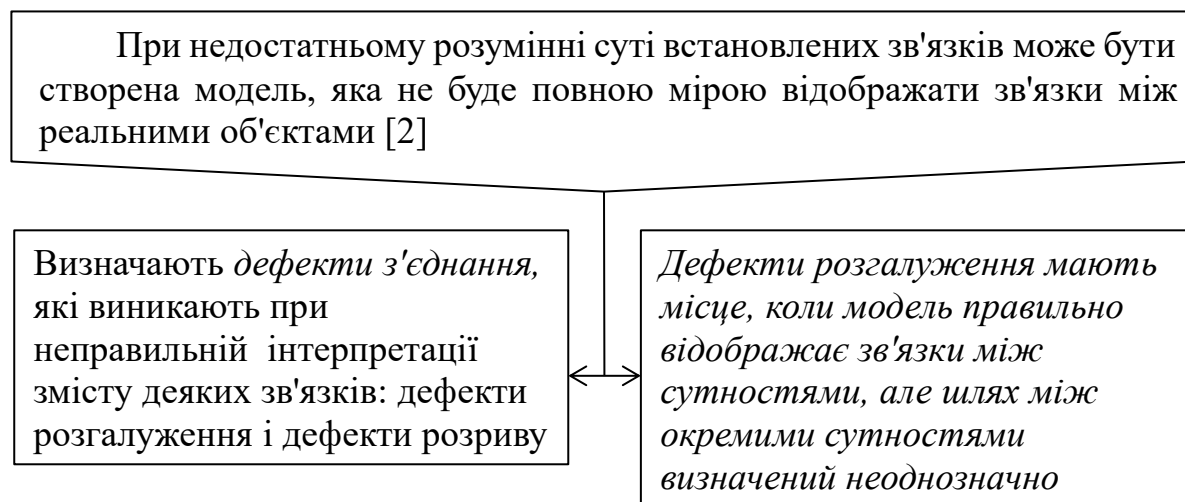 При недостатньому розумінні суті встановлених зв'язків може бути
створена модель, яка не буде повною мірою відображати зв'язки між
реальними об'єктами [2]
Визначають дефекти з'єднання,
які виникають при
неправильній інтерпретації
змісту деяких зв'язків: дефекти
розгалуження і дефекти розриву
Дефекти розгалуження мають
місце, коли модель правильно
відображає зв'язки між
сутностями, але шлях між
окремими сутностями
визначений неоднозначно